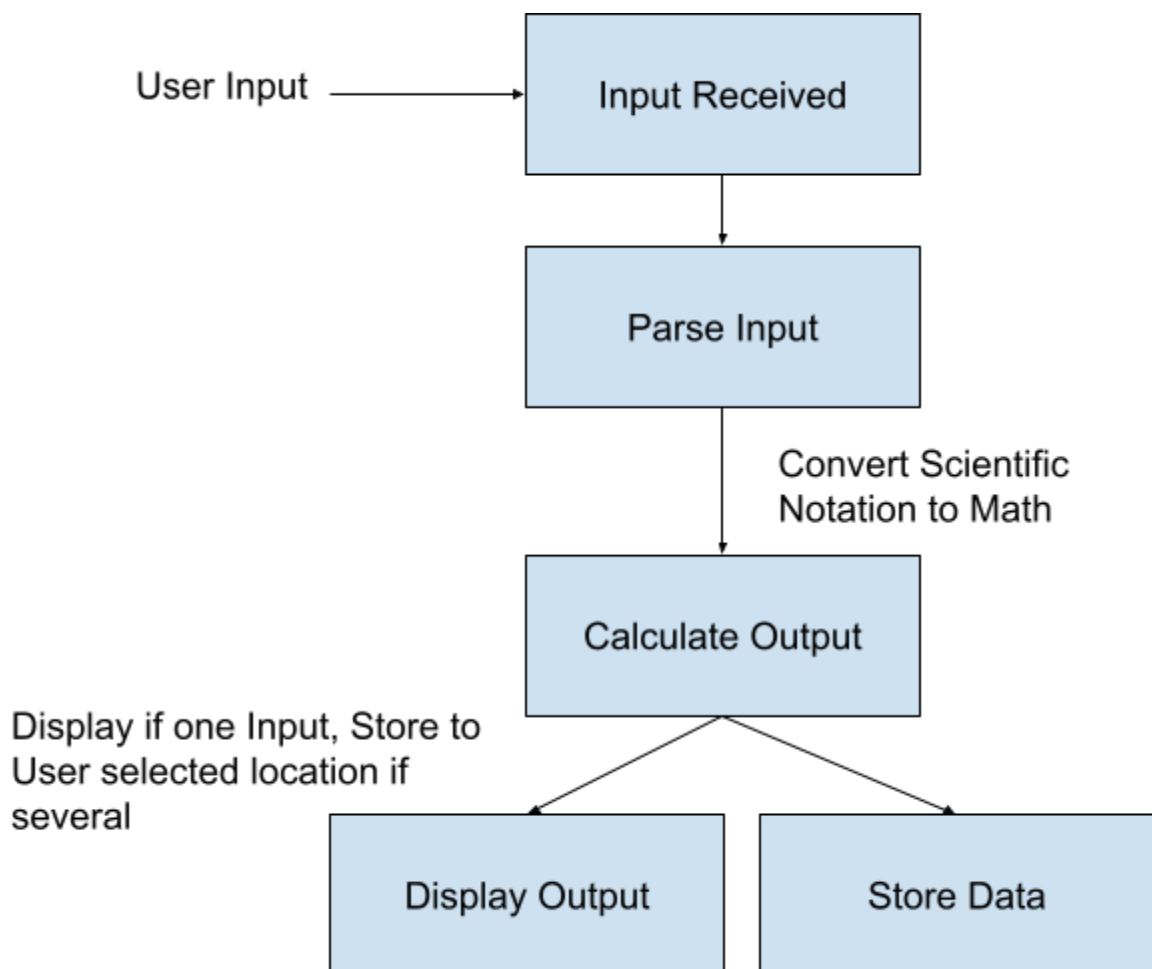 User Input
Input Received
Parse Input
Convert Scientific
Notation to Math
Calculate Output
Display if one Input, Store to
User selected location if
several
Display Output
Store Data